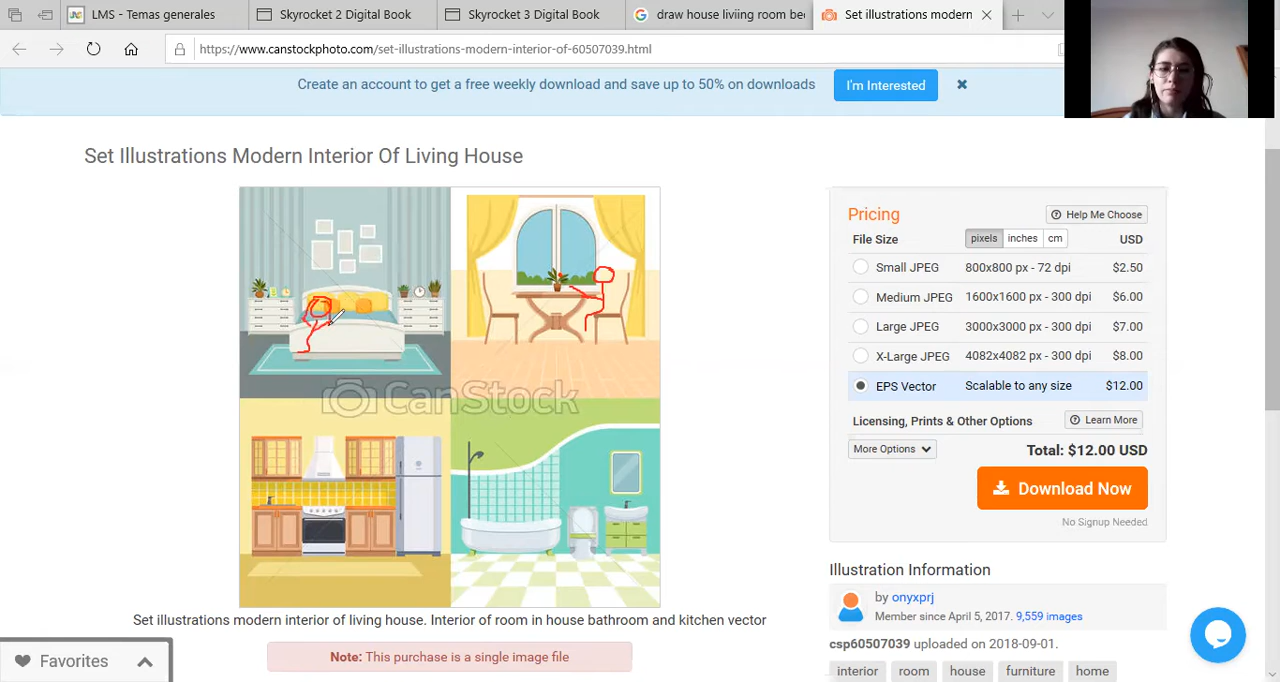 LMS - Temas generales
Skyrocket 2 Digital Book
Skyrocket 3 Digital Book
draw house liviing room be
Set illustrations modern
https://www.canstockphoto.com/set-illustrations-modern-interior-of-60507039.html
Create an account to get a free weekly download and save up to 50% on downloads
I'm Interested
Set Illustrations Modern Interior Of Living House
CanStock
Set illustrations modern interior of living house. Interior of room in house bathroom and kitchen vector
Note: This purchase is a single image file
Favorites
Pricing
Help Me Choose
File Size pixels inches cm USD
Small JPEG 800x800 px - 72 dpi $2.50
Medium JPEG 1600x1600 px - 300 dpi $6.00
Large JPEG 3000x3000 px - 300 dpi $7.00
X-Large JPEG 4082x4082 px - 300 dpi $8.00
EPS Vector Scalable to any size $12.00
Licensing, Prints & Other Options Learn More
More Options Total: $12.00 USD
Download Now
No Signup Needed
Illustration Information
by onyxprj
Member since April 5, 2017. 9,559 images
csp60507039 uploaded on 2018-09-01.
interior room house furniture home